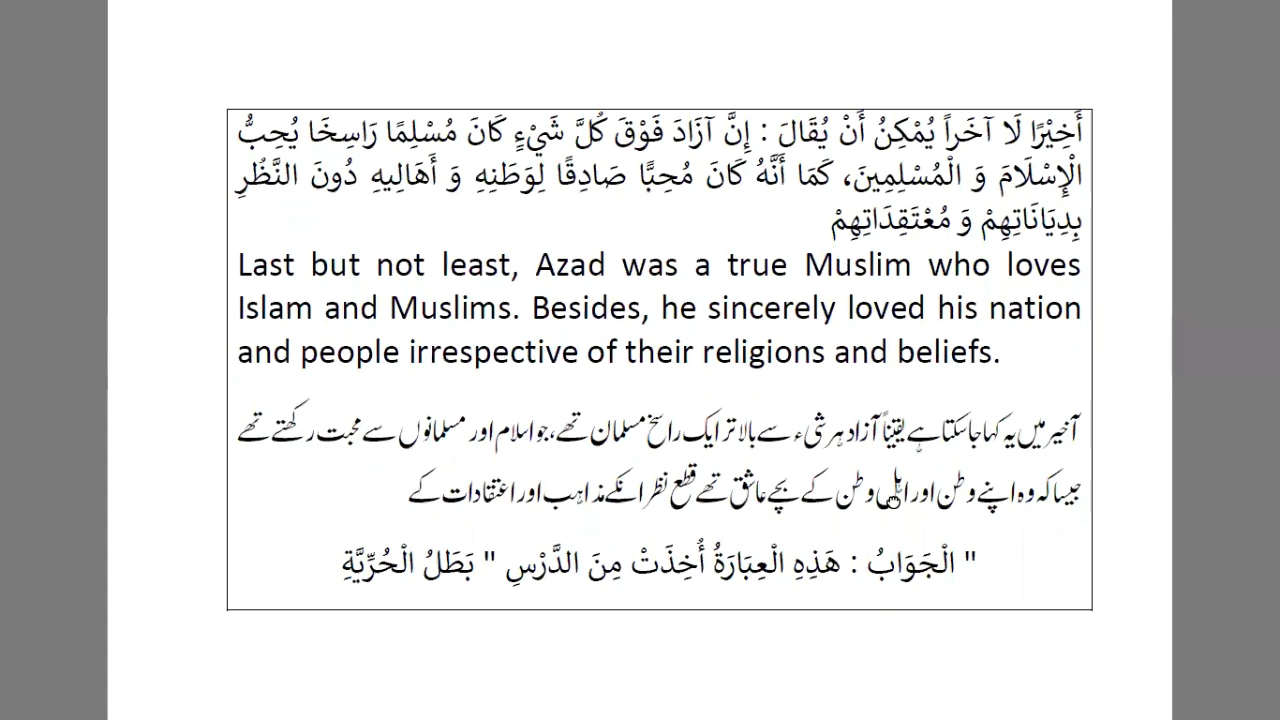 أَخِيْرًا لَا آخَراً يُمْكِنُ أَنْ يُقَالَ : إِنَّ آزَادَ فَوْقَ كُلَّ شَيْءٍ كَانَ مُسْلِمًا رَاسِخَا يُحِبُّ
الْإِسْلَامَ وَ الْمُسْلِمِينَ، كَمَا أَنَّهُ كَانَ مُحِبًّا صَادِقًا لِوَطَنِهِ وَ أَهَالِيهِ دُونَ النَّظُرِ
بِدِيَانَاتِهِمْ وَ مُعْتَقِدَاتِهِمْ
Last but not least, Azad was a true Muslim who loves
Islam and Muslims. Besides, he sincerely loved his nation
and people irrespective of their religions and beliefs.
آخیر میں یہ کہا جاسکتا ہے یقیناً آزاد ہر شیٔ سے بالا تر ایک راسخ مسلمان تھے، جو اسلام اور مسلمانوں سے محبت رکھتے تھے
جیسا کہ وہ اپنے وطن اور اہلِ وطن کے سچے عاشق تھے قطع نظر انکے مذاہب اور اعتقادات کے
" الْجَوَابُ : هَذِهِ الْعِبَارَةُ أُخِذَتْ مِنَ الدَّرْسِ " بَطَلُ الْحُرِّيَّةِ